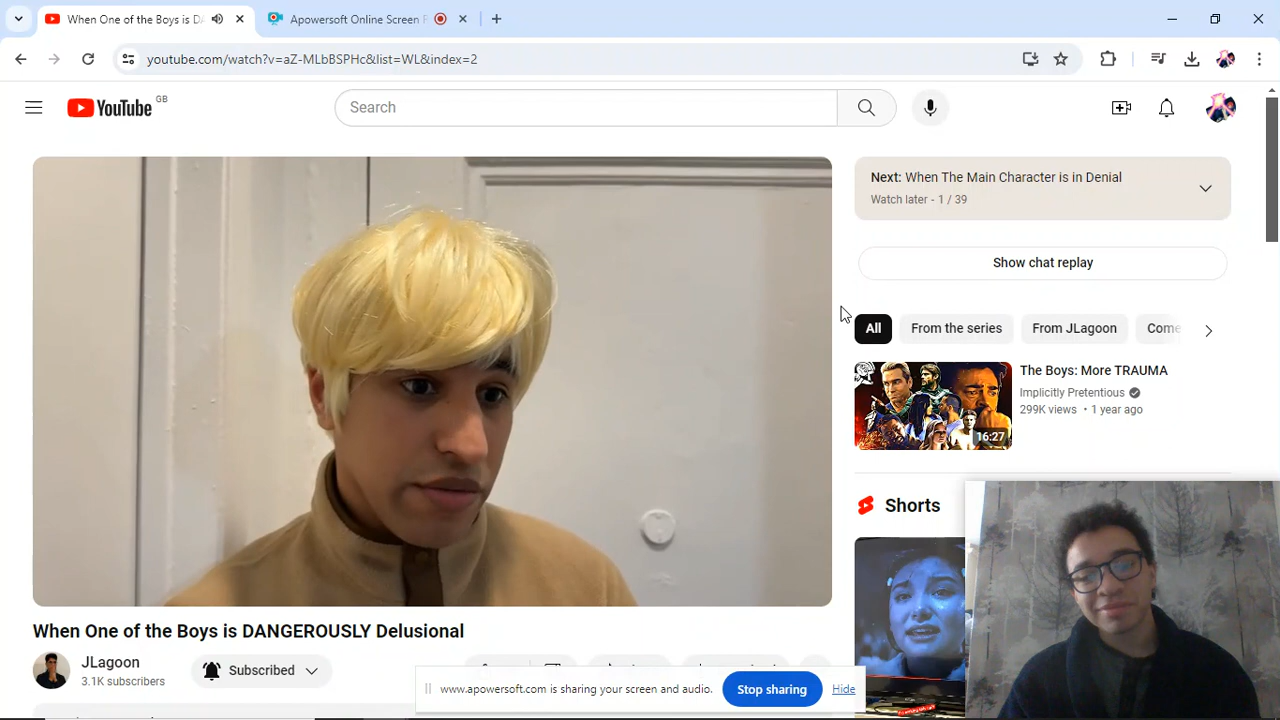 When One of the Boys is D
Apowersoft Online Screen
youtube.com/watch?v=aZ-MLbBSPHc&list=WL&index=2
YouTube GB
Search
Next: When The Main Character is in Denial
Watch later - 1 / 39
Show chat replay
All
From the series
From JLagoon
Come
The Boys: More TRAUMA
Implicitly Pretentious
299K views • 1 year ago
16:27
Shorts
When One of the Boys is DANGEROUSLY Delusional
JLagoon
3.1K subscribers
Subscribed
www.apowersoft.com is sharing your screen and audio.
Stop sharing
Hide